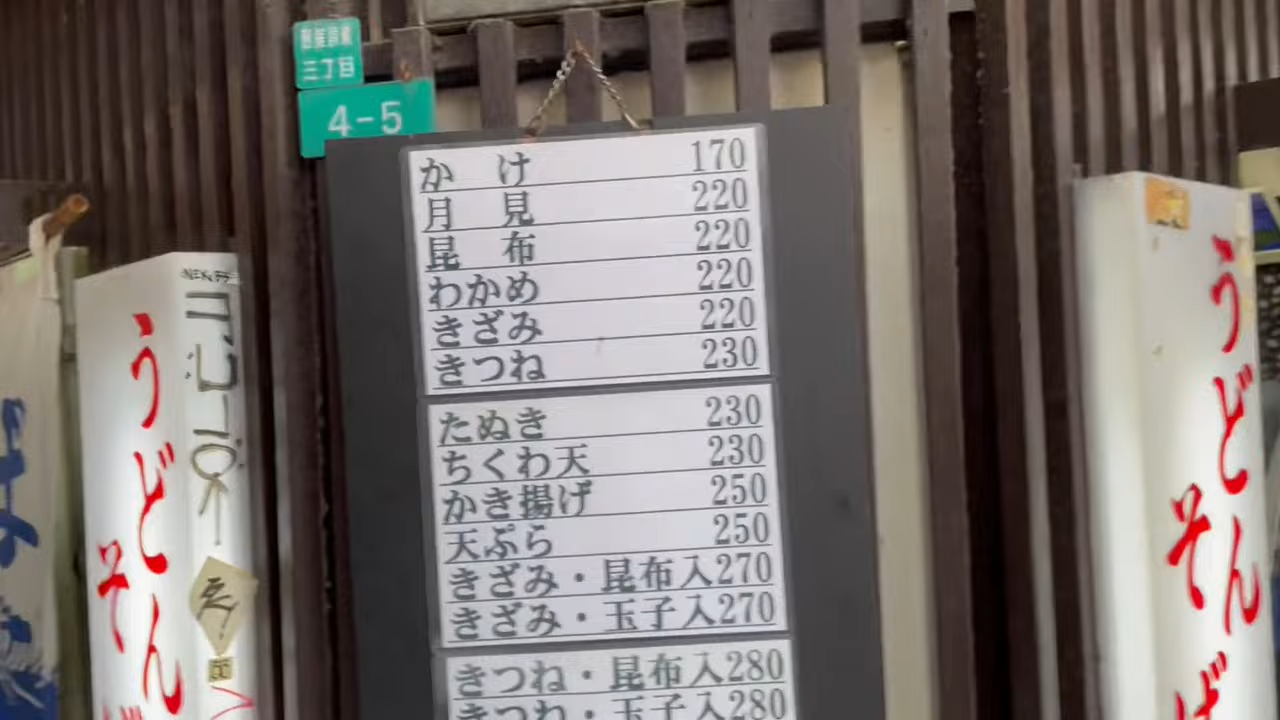 三丁目
4-5
かけ 170
月見 220
昆布 220
わかめ 220
きざみ 220
きつね 230
たぬき 230
ちくわ天 230
かき揚げ 250
天ぷら 250
きざみ・昆布入270
きざみ・玉子入270
きつね・昆布入280
きつね・玉子入280
うどん
そば
うどん
そば